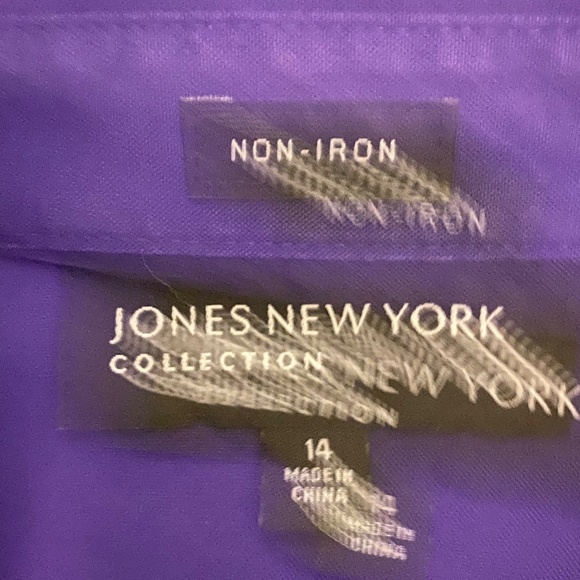 NON-IRON
JONES NEW YORK
COLLECTION
14
MADE IN
CHINA